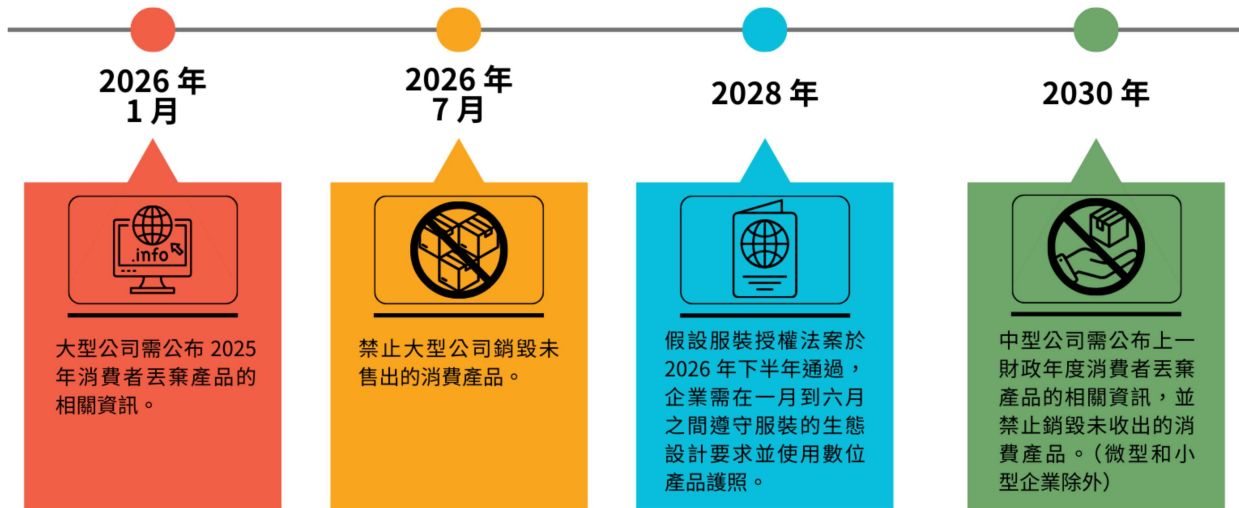 2026 年
1 月
2026 年
7 月
2028 年
2030 年
.info
大型公司需公布 2025
年消費者丟棄產品的
相關資訊。
禁止大型公司銷毀未
售出的消費產品。
假設服裝授權法案於
2026 年下半年通過，
企業需在一月到六月
之間遵守服裝的生態
設計要求並使用數位
產品護照。
中型公司需公布上一
財政年度消費者丟棄
產品的相關資訊，並
禁止銷毀未收出的消
費產品。（微型和小
型企業除外）